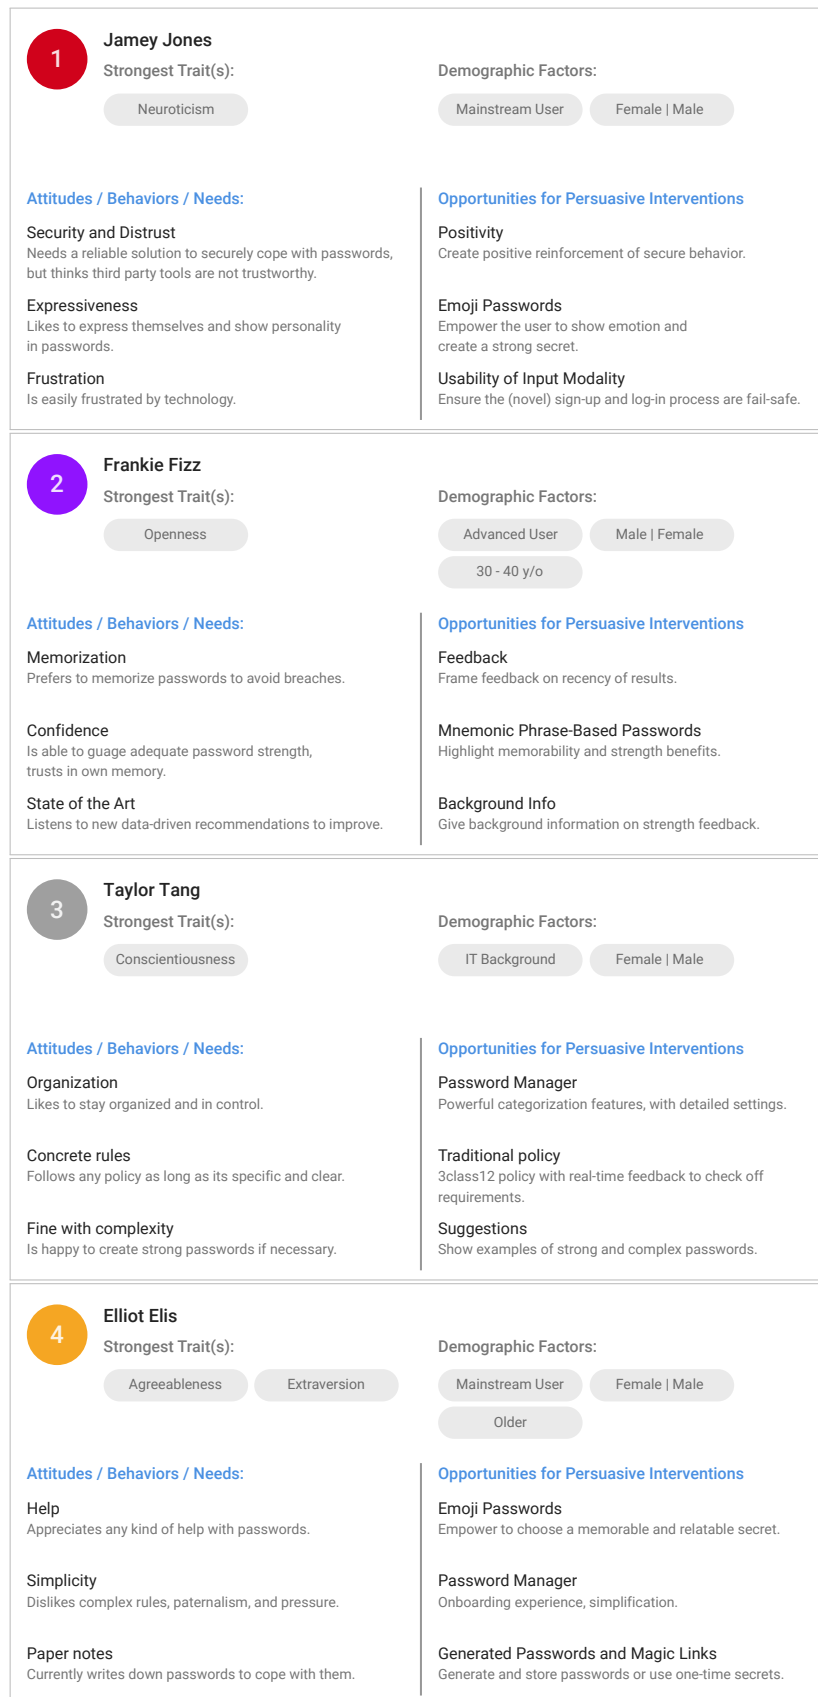 1
Jamey Jones
Strongest Trait(s):
Demographic Factors:
Neuroticism
Mainstream User
Female | Male
Attitudes / Behaviors / Needs:
Security and Distrust
Needs a reliable solution to securely cope with passwords,
but thinks third party tools are not trustworthy.
Expressiveness
Likes to express themselves and show personality
in passwords.
Frustration
Is easily frustrated by technology.
Opportunities for Persuasive Interventions
Positivity
Create positive reinforcement of secure behavior.
Emoji Passwords
Empower the user to show emotion and
create a strong secret.
Usability of Input Modality
Ensure the (novel) sign-up and log-in process are fail-safe.
2
Frankie Fizz
Strongest Trait(s):
Demographic Factors:
Openness
Advanced User
Male | Female
30 - 40 y/o
Attitudes / Behaviors / Needs:
Memorization
Prefers to memorize passwords to avoid breaches.
Confidence
Is able to guage adequate password strength,
trusts in own memory.
State of the Art
Listens to new data-driven recommendations to improve.
Opportunities for Persuasive Interventions
Feedback
Frame feedback on recency of results.
Mnemonic Phrase-Based Passwords
Highlight memorability and strength benefits.
Background Info
Give background information on strength feedback.
3
Taylor Tang
Strongest Trait(s):
Demographic Factors:
Conscientiousness
IT Background
Female | Male
Attitudes / Behaviors / Needs:
Organization
Likes to stay organized and in control.
Concrete rules
Follows any policy as long as its specific and clear.
Fine with complexity
Is happy to create strong passwords if necessary.
Opportunities for Persuasive Interventions
Password Manager
Powerful categorization features, with detailed settings.
Traditional policy
3class12 policy with real-time feedback to check off
requirements.
Suggestions
Show examples of strong and complex passwords.
4
Elliot Elis
Strongest Trait(s):
Demographic Factors:
Agreeableness
Extraversion
Mainstream User
Female | Male
Older
Attitudes / Behaviors / Needs:
Help
Appreciates any kind of help with passwords.
Simplicity
Dislikes complex rules, paternalism, and pressure.
Paper notes
Currently writes down passwords to cope with them.
Opportunities for Persuasive Interventions
Emoji Passwords
Empower to choose a memorable and relatable secret.
Password Manager
Onboarding experience, simplification.
Generated Passwords and Magic Links
Generate and store passwords or use one-time secrets.